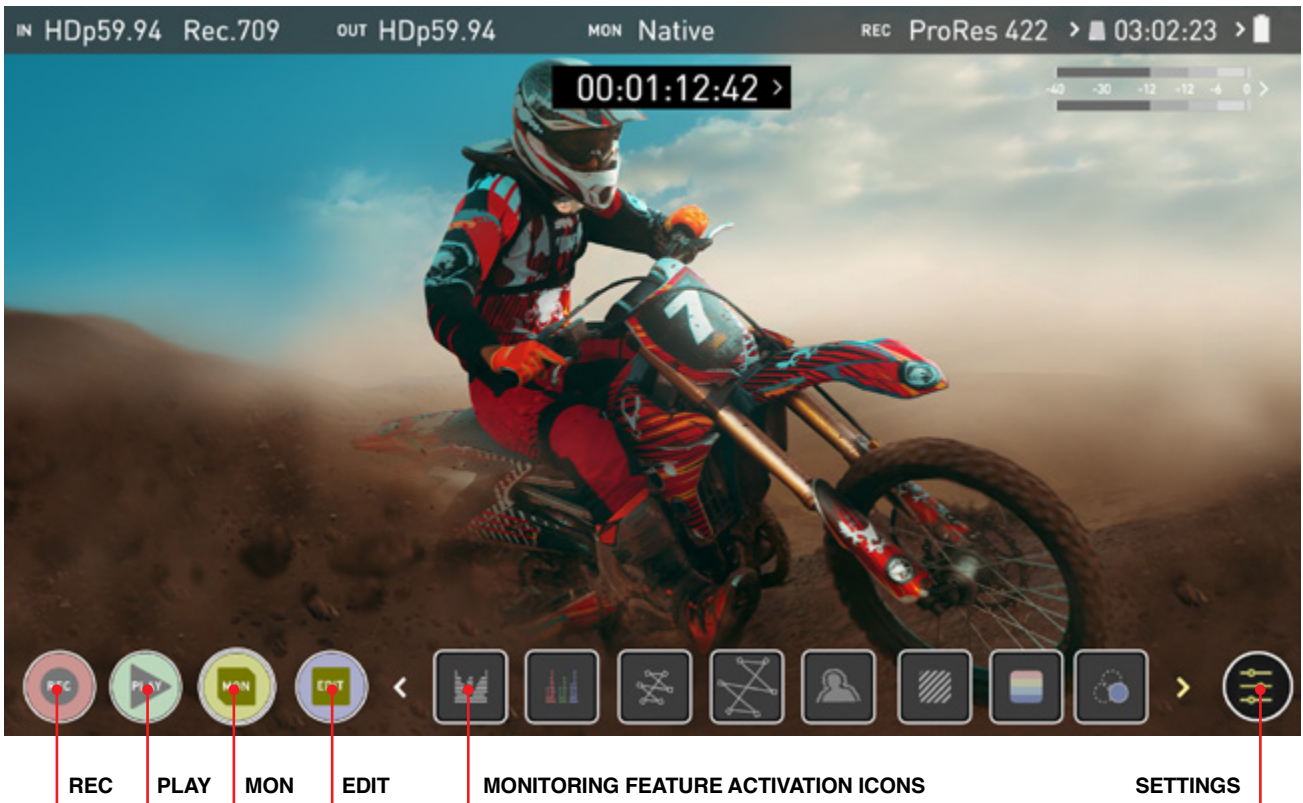 IN HDp59.94 Rec.709 OUT HDp59.94 MON Native REC ProRes 422 > 03:02:23 >
00:01:12:42 >
-40 -30 -12 -12 -6 0 >
7
REC PLAY MON EDIT < >
REC PLAY MON EDIT MONITORING FEATURE ACTIVATION ICONS SETTINGS